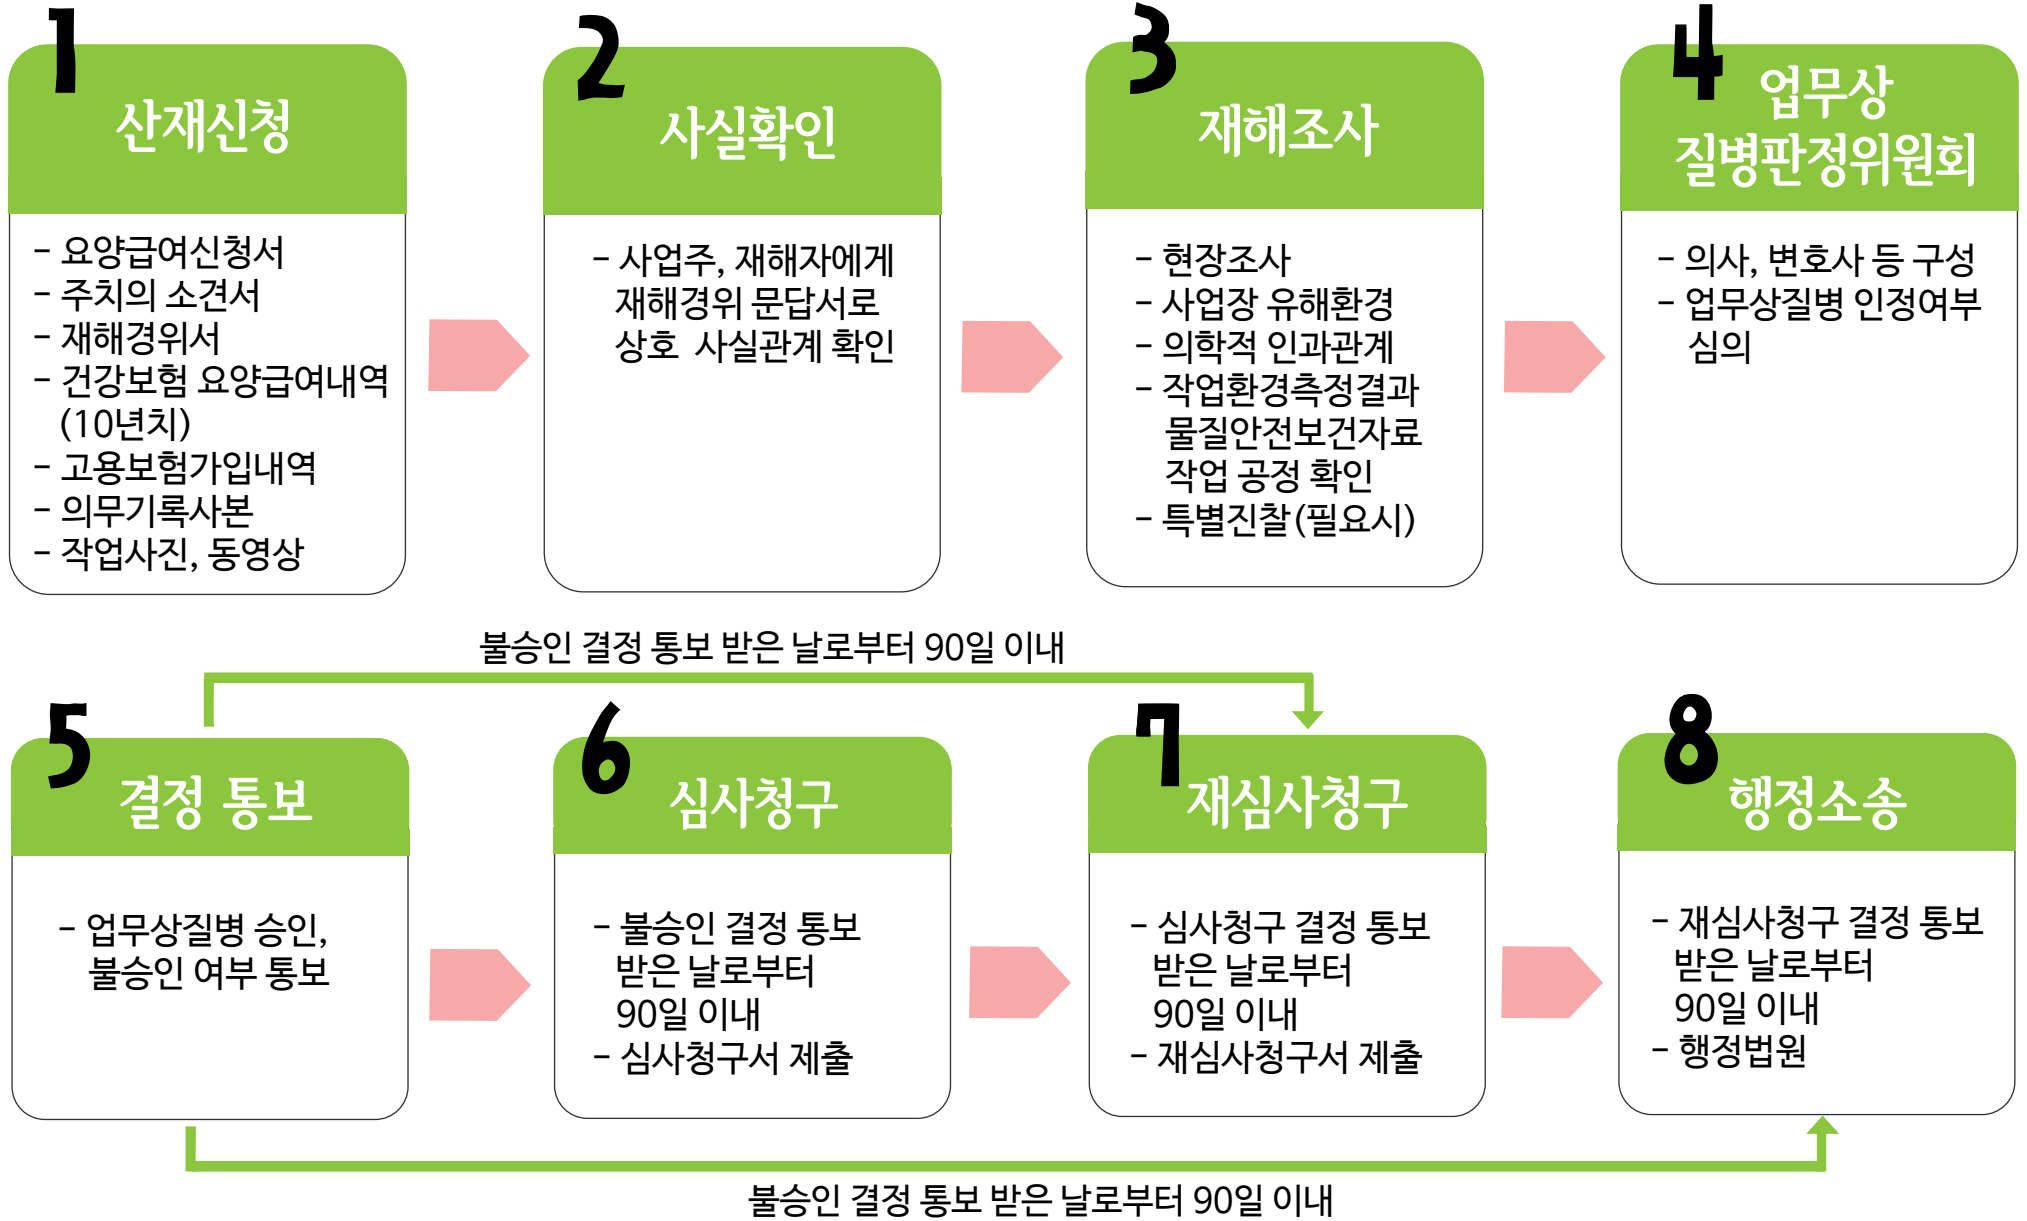 1
산재신청
- 요양급여신청서
- 주치의 소견서
- 재해경위서
- 건강보험 요양급여내역
(10년치)
- 고용보험가입내역
- 의무기록사본
- 작업사진, 동영상
2
사실확인
- 사업주, 재해자에게
재해경위 문답서로
상호 사실관계 확인
3
재해조사
- 현장조사
- 사업장 유해환경
- 의학적 인과관계
- 작업환경측정결과
물질안전보건자료
작업 공정 확인
- 특별진찰(필요시)
4
업무상
질병판정위원회
- 의사, 변호사 등 구성
- 업무상질병 인정여부
심의
불승인 결정 통보 받은 날로부터 90일 이내
5
결정 통보
- 업무상질병 승인,
불승인 여부 통보
6
심사청구
- 불승인 결정 통보
받은 날로부터
90일 이내
- 심사청구서 제출
7
재심사청구
- 심사청구 결정 통보
받은 날로부터
90일 이내
- 재심사청구서 제출
8
행정소송
- 재심사청구 결정 통보
받은 날로부터
90일 이내
- 행정법원
불승인 결정 통보 받은 날로부터 90일 이내